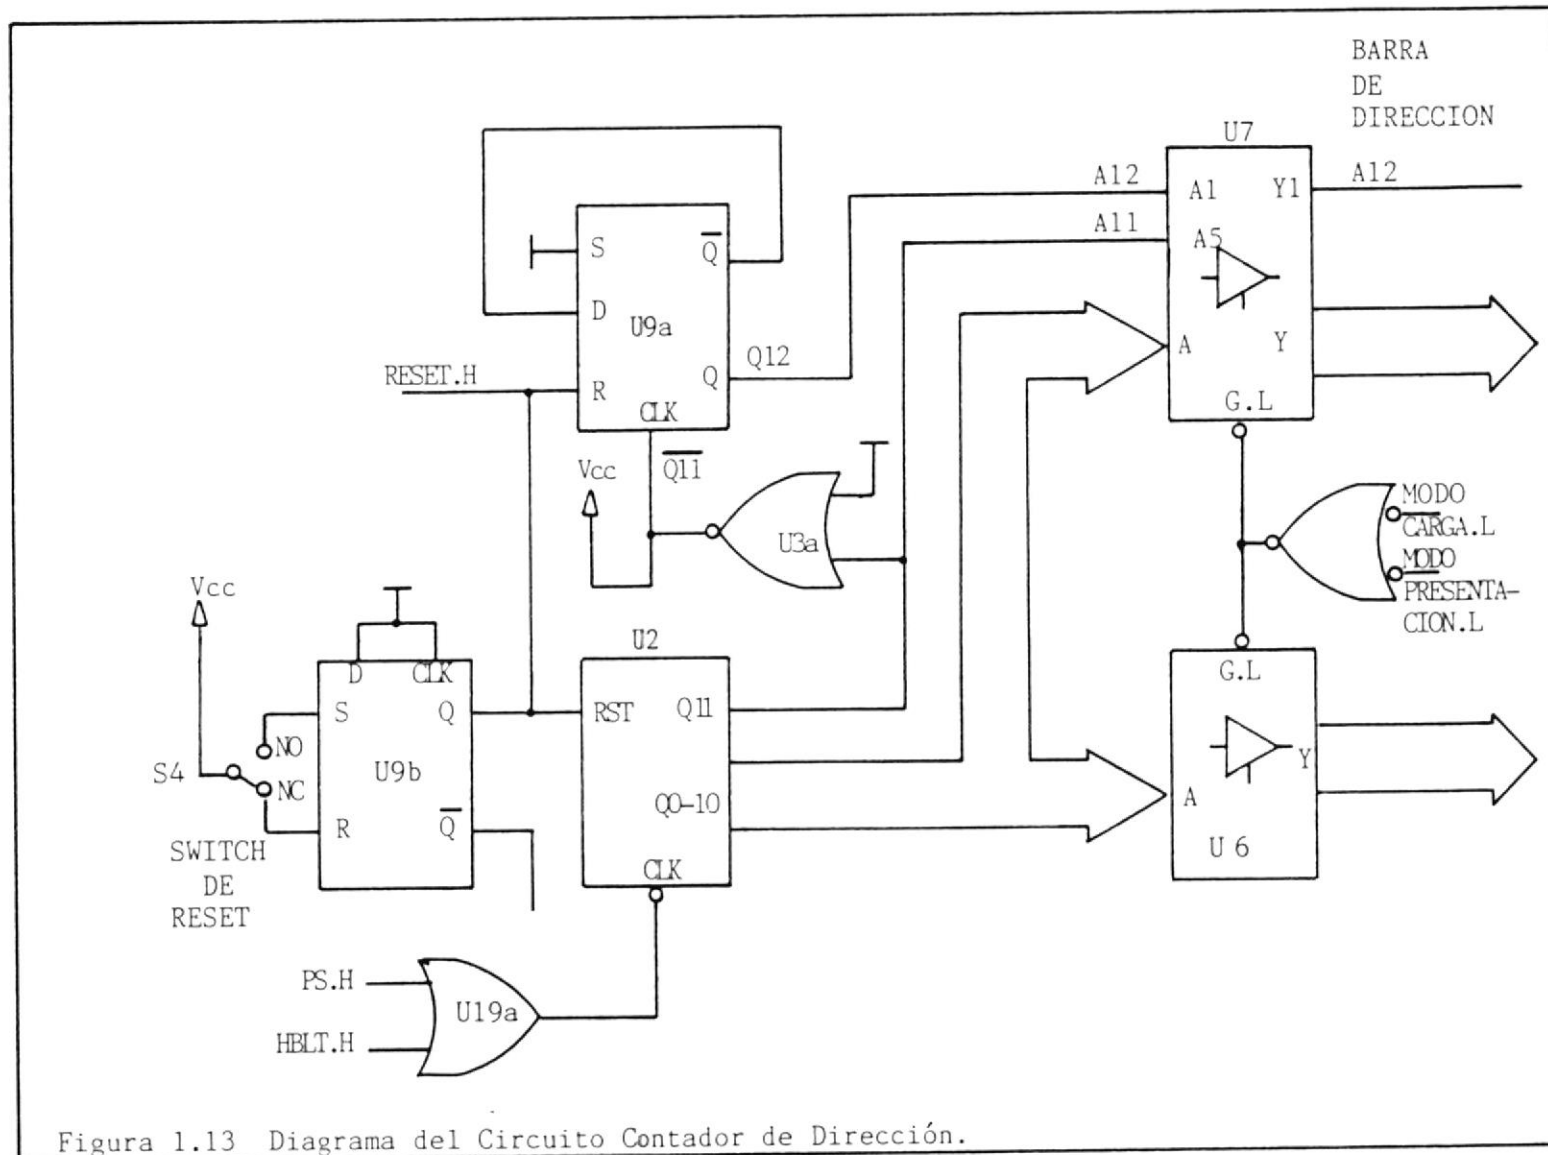 BARRA
DE
DIRECCION
U7
A12
A1
Y1
A12
A11
A5
S
Q
D
U9a
Q12
Q
RESET.H
R
CLK
A
Y
G.L
Vcc
Q11
U3a
MODO
CARGA.L
MODO
PRESENTA-
CION.L
Vcc
U2
D
CLK
G.L
S
Q
RST
Q11
NO
S4
NC
U9b
Q0-10
Y
A
R
Q
U6
SWITCH
DE
RESET
CLK
PS.H
U19a
HBLT.H
Figura 1.13 Diagrama del Circuito Contador de Dirección.